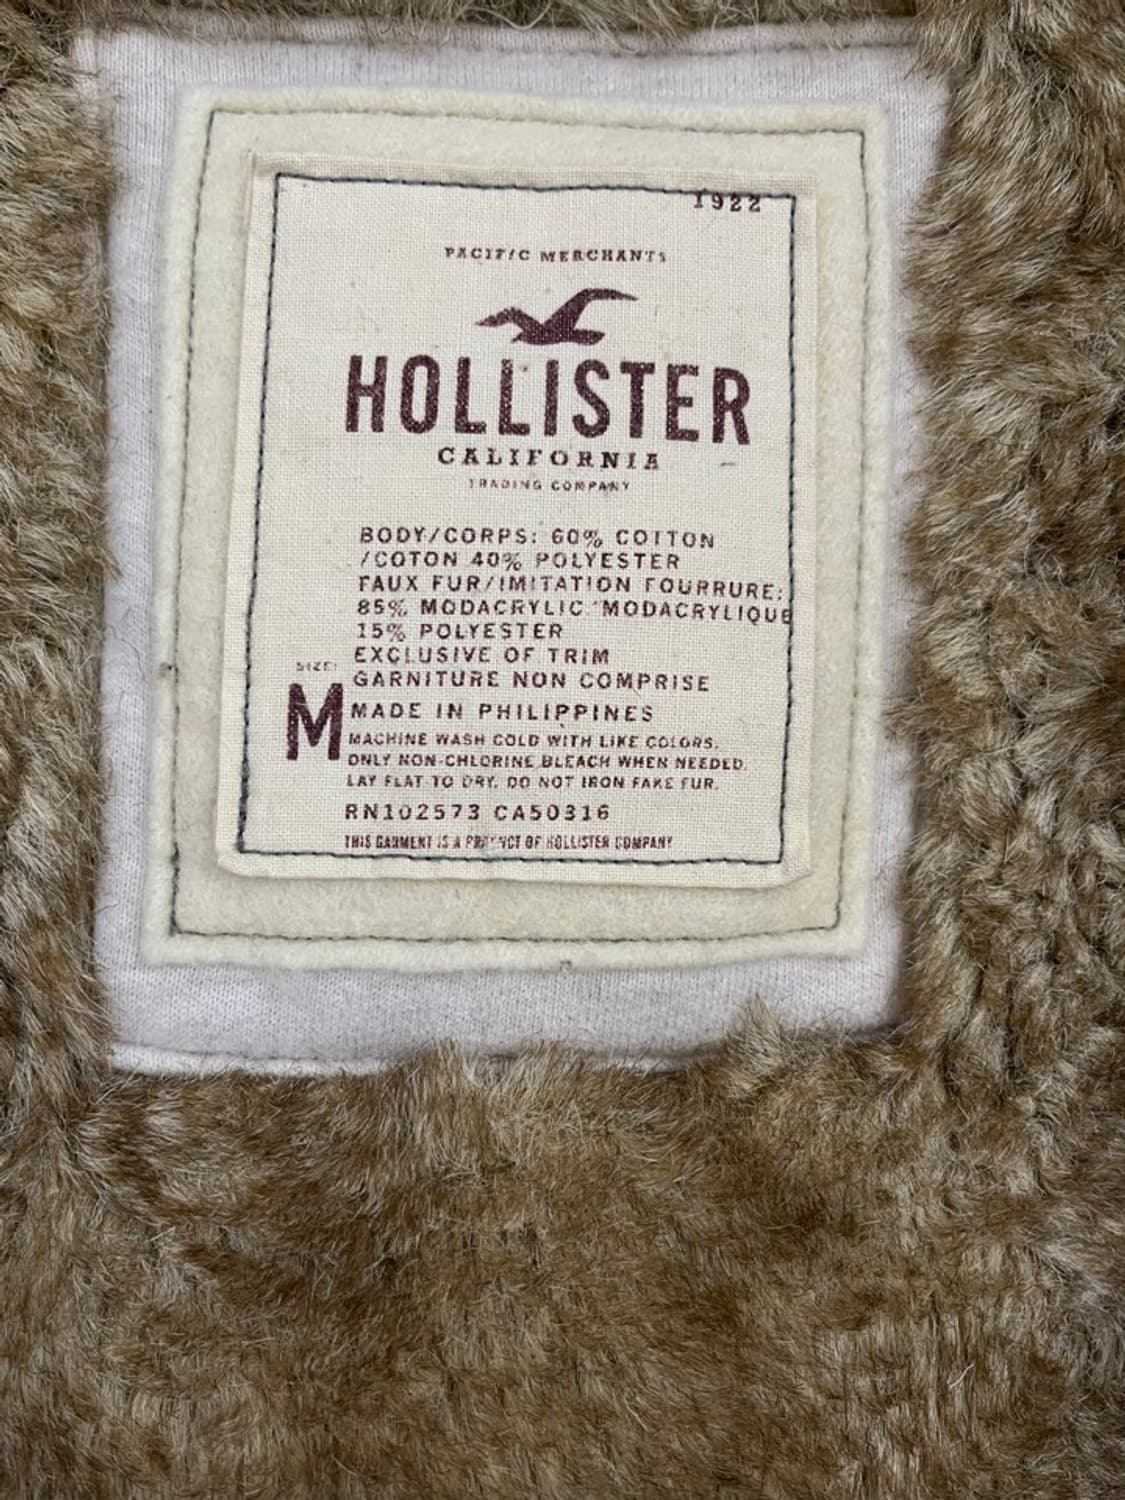 1922
PACIFIC MERCHANTS
HOLLISTER
CALIFORNIA
TRADING COMPANY
BODY/CORPS: 60% COTTON
/COTON 40% POLYESTER
FAUX FUR/IMITATION FOURRURE:
85% MODACRYLIC/MODACRYLIQUE
15% POLYESTER
EXCLUSIVE OF TRIM
GARNITURE NON COMPRISE
SIZE:
M
MADE IN PHILIPPINES
MACHINE WASH COLD WITH LIKE COLORS.
ONLY NON-CHLORINE BLEACH WHEN NEEDED.
LAY FLAT TO DRY. DO NOT IRON FAKE FUR.
RN102573 CA50316
THIS GARMENT IS A PRODUCT OF HOLLISTER COMPANY